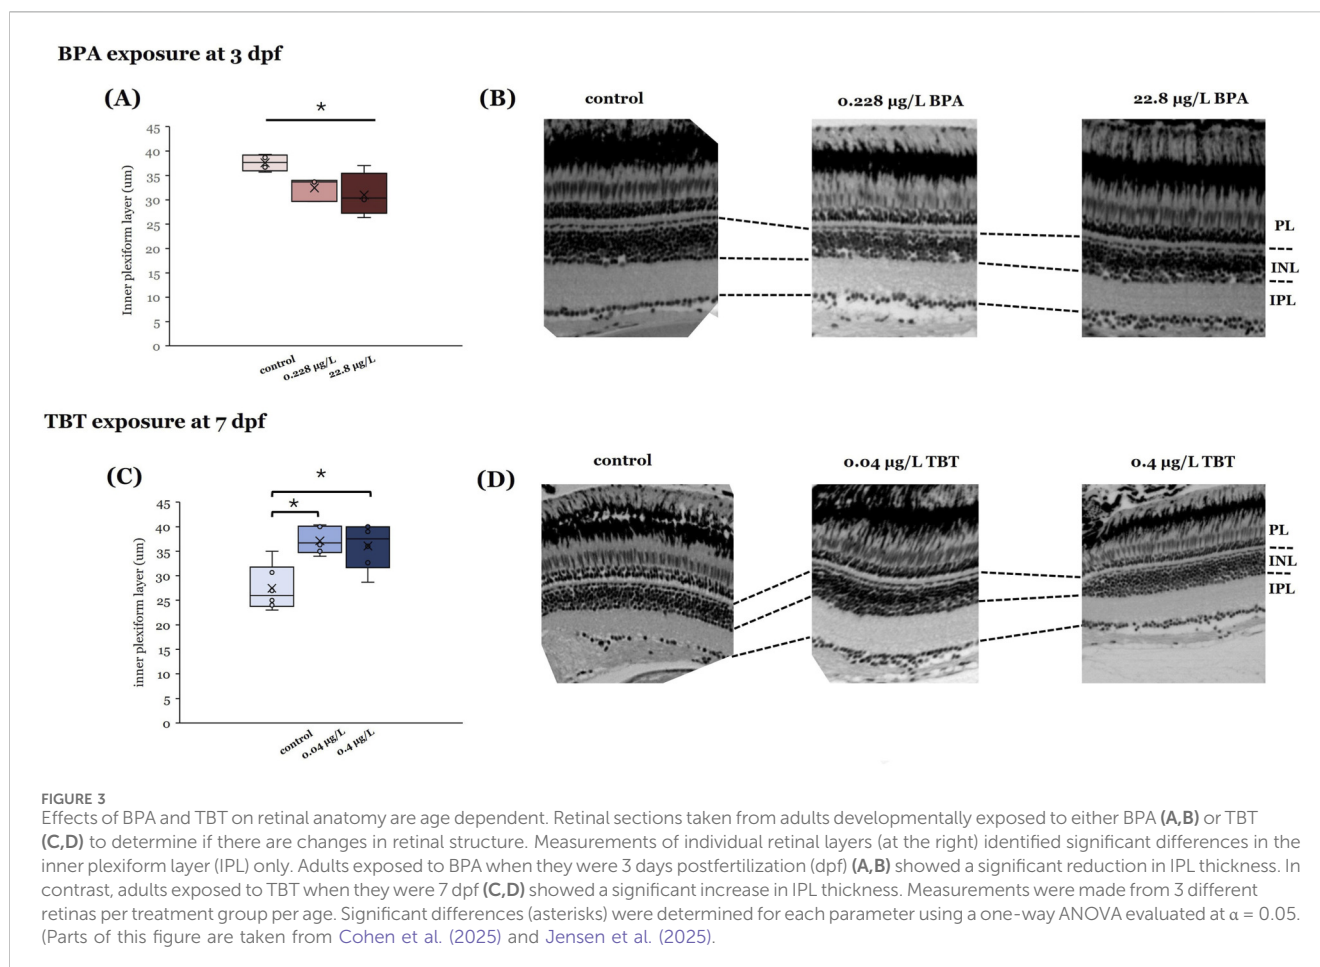 BPA exposure at 3 dpf
(A)
*
Inner plexiform layer (um)
45
40
35
30
25
20
15
10
5
0
control
0.228 µg/L
22.8 µg/L
(B)
control
0.228 µg/L BPA
22.8 µg/L BPA
PL
INL
IPL
TBT exposure at 7 dpf
(C)
*
*
inner plexiform layer (um)
45
40
35
30
25
20
15
10
5
0
control
0.04 µg/L
0.4 µg/L
(D)
control
0.04 µg/L TBT
0.4 µg/L TBT
PL
INL
IPL
FIGURE 3
Effects of BPA and TBT on retinal anatomy are age dependent. Retinal sections taken from adults developmentally exposed to either BPA (A,B) or TBT
(C,D) to determine if there are changes in retinal structure. Measurements of individual retinal layers (at the right) identified significant differences in the
inner plexiform layer (IPL) only. Adults exposed to BPA when they were 3 days postfertilization (dpf) (A,B) showed a significant reduction in IPL thickness. In
contrast, adults exposed to TBT when they were 7 dpf (C,D) showed a significant increase in IPL thickness. Measurements were made from 3 different
retinas per treatment group per age. Significant differences (asterisks) were determined for each parameter using a one-way ANOVA evaluated at α = 0.05.
(Parts of this figure are taken from Cohen et al. (2025) and Jensen et al. (2025).